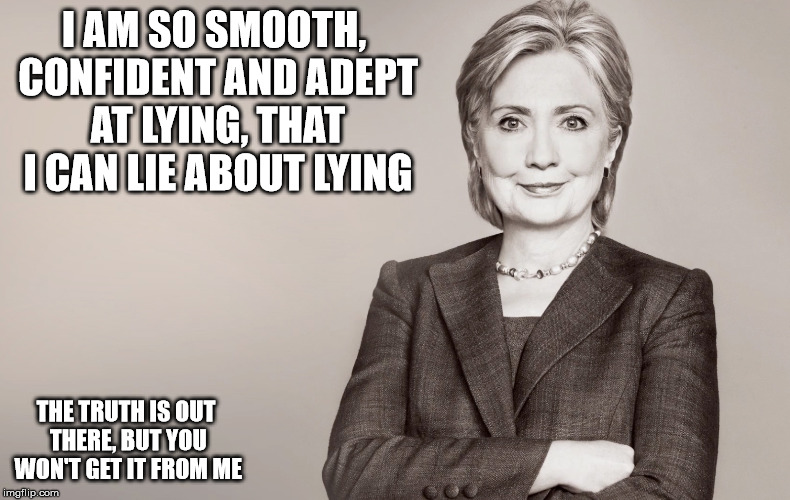 I AM SO SMOOTH,
CONFIDENT AND ADEPT
AT LYING, THAT
I CAN LIE ABOUT LYING
THE TRUTH IS OUT
THERE, BUT YOU
WON'T GET IT FROM ME
imgflip.com